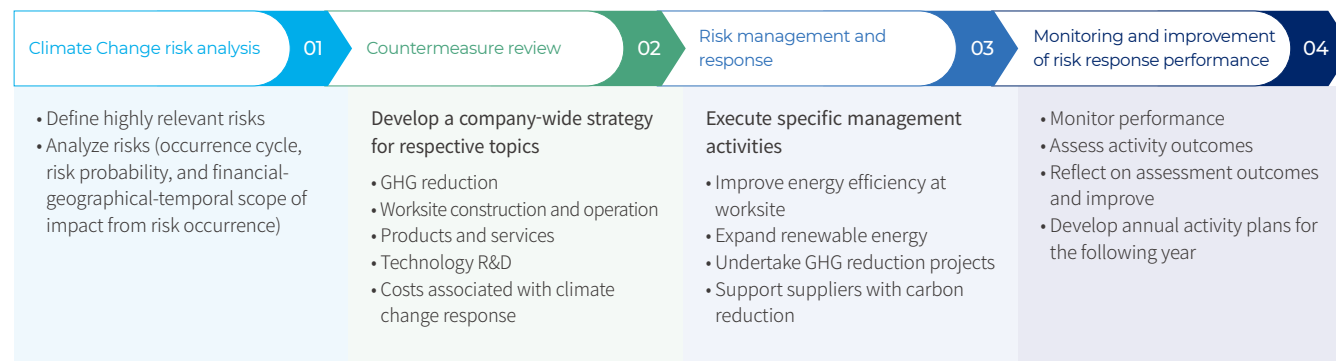 Climate Change risk analysis
01
• Define highly relevant risks
• Analyze risks (occurrence cycle,
risk probability, and financial-
geographical-temporal scope of
impact from risk occurrence)
Countermeasure review
02
Develop a company-wide strategy
for respective topics
• GHG reduction
• Worksite construction and operation
• Products and services
• Technology R&D
• Costs associated with climate
change response
Risk management and
response
03
Execute specific management
activities
• Improve energy efficiency at
worksite
• Expand renewable energy
• Undertake GHG reduction projects
• Support suppliers with carbon
reduction
Monitoring and improvement
of risk response performance
04
• Monitor performance
• Assess activity outcomes
• Reflect on assessment outcomes
and improve
• Develop annual activity plans for
the following year